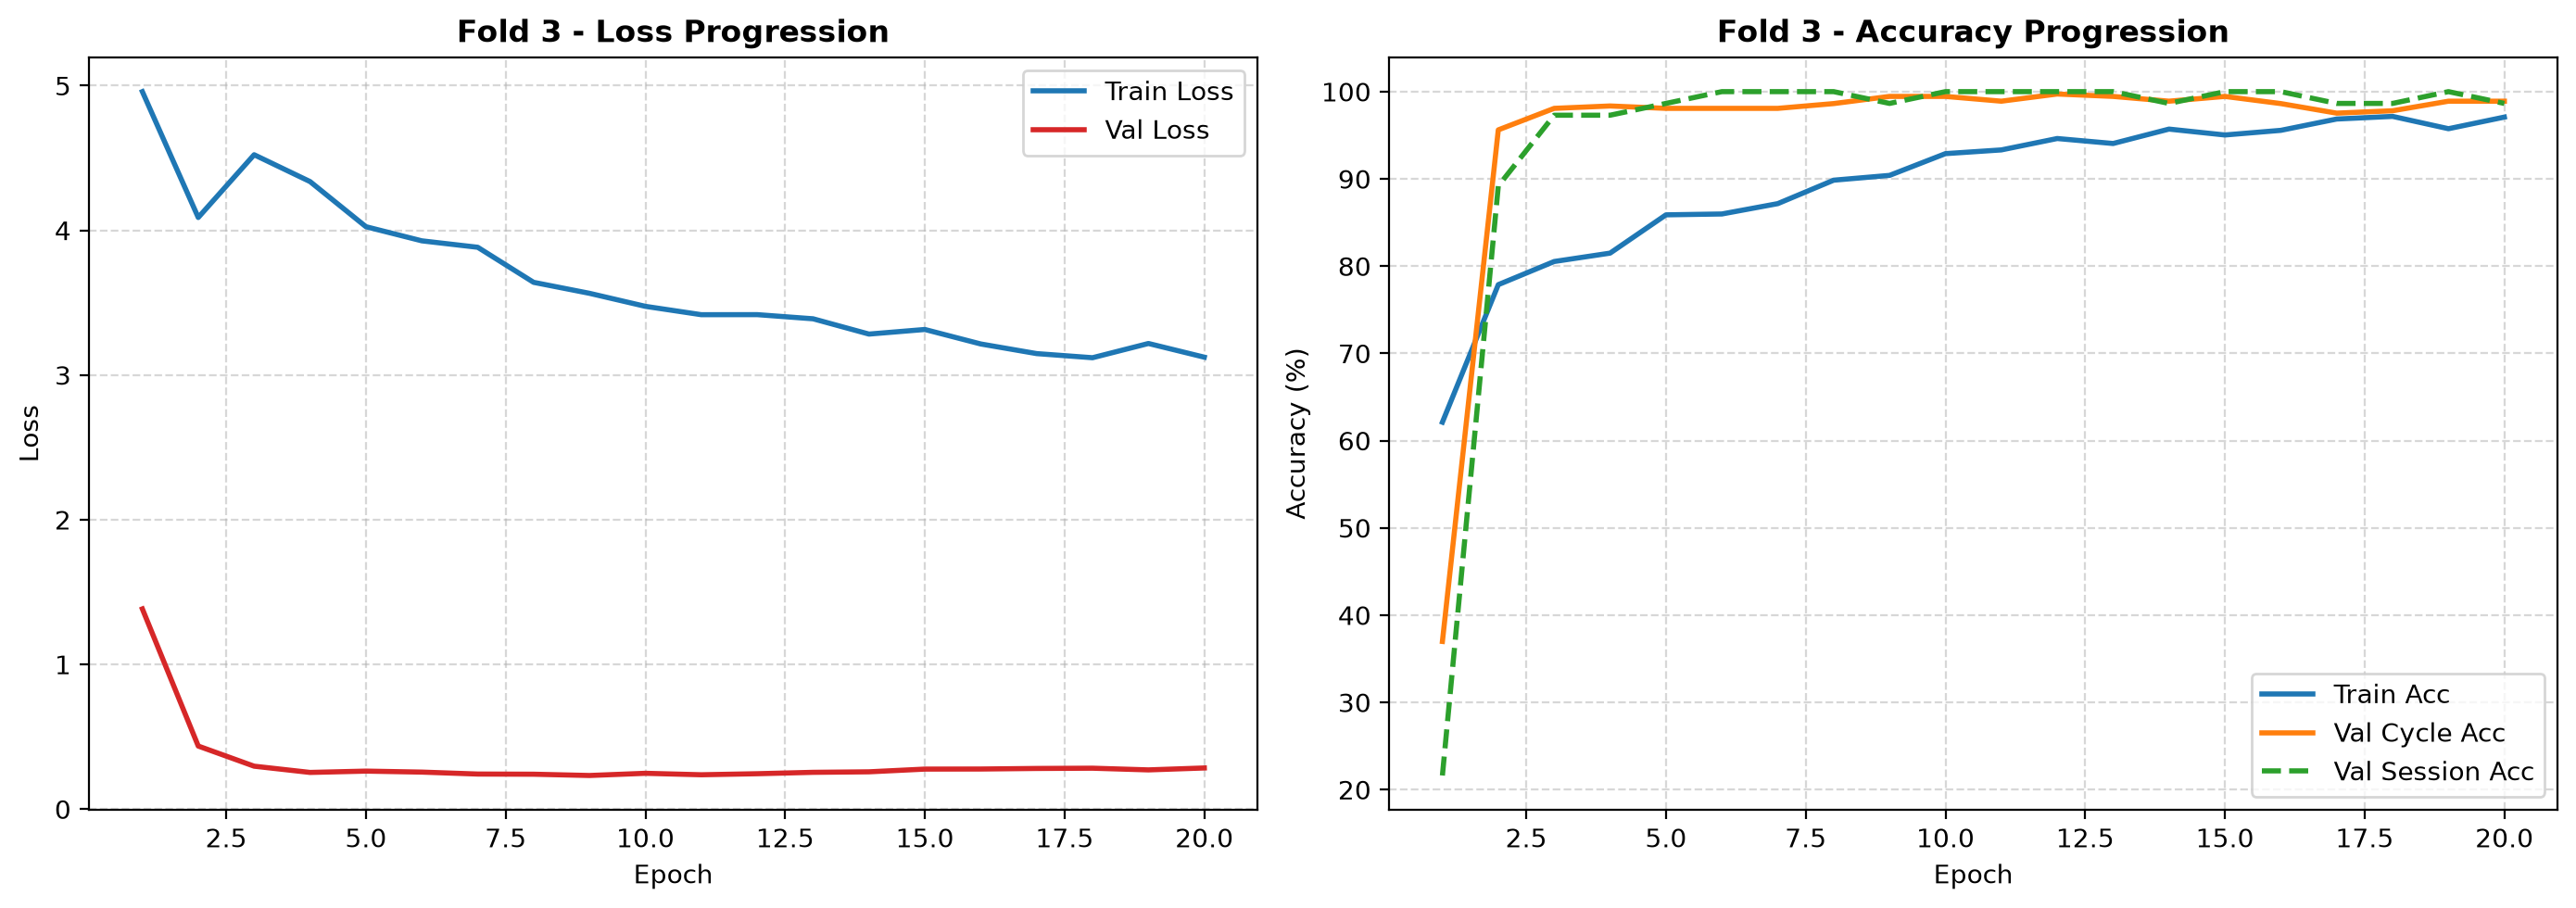 Fold 3 - Loss Progression
Train Loss
Val Loss
5
4
3
2
1
0
Loss
2.5 5.0 7.5 10.0 12.5 15.0 17.5 20.0
Epoch
Fold 3 - Accuracy Progression
100
90
80
70
60
50
40
30
20
Accuracy (%)
Train Acc
Val Cycle Acc
Val Session Acc
2.5 5.0 7.5 10.0 12.5 15.0 17.5 20.0
Epoch